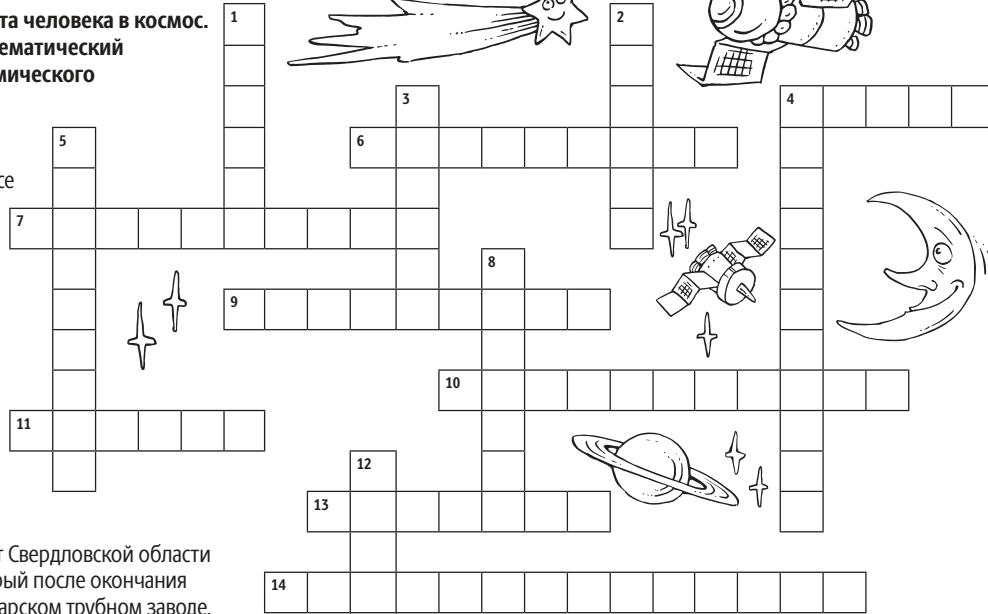 та человека в космос.
ематический
мического
се
т Свердловской области
рый после окончания
арском трубном заводе.
1
2
3
4
5
6
7
8
9
10
11
12
13
14